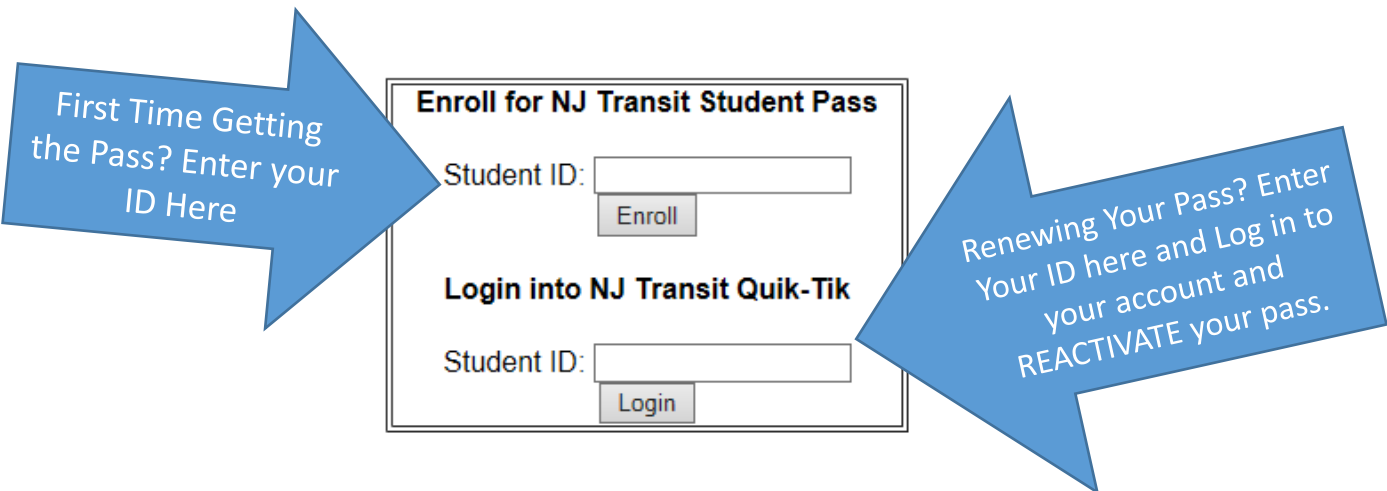 First Time Getting
the Pass? Enter your
ID Here
Enroll for NJ Transit Student Pass
Student ID:
Enroll
Login into NJ Transit Quik-Tik
Student ID:
Login
Renewing Your Pass? Enter
Your ID here and Log in to
your account and
REACTIVATE your pass.